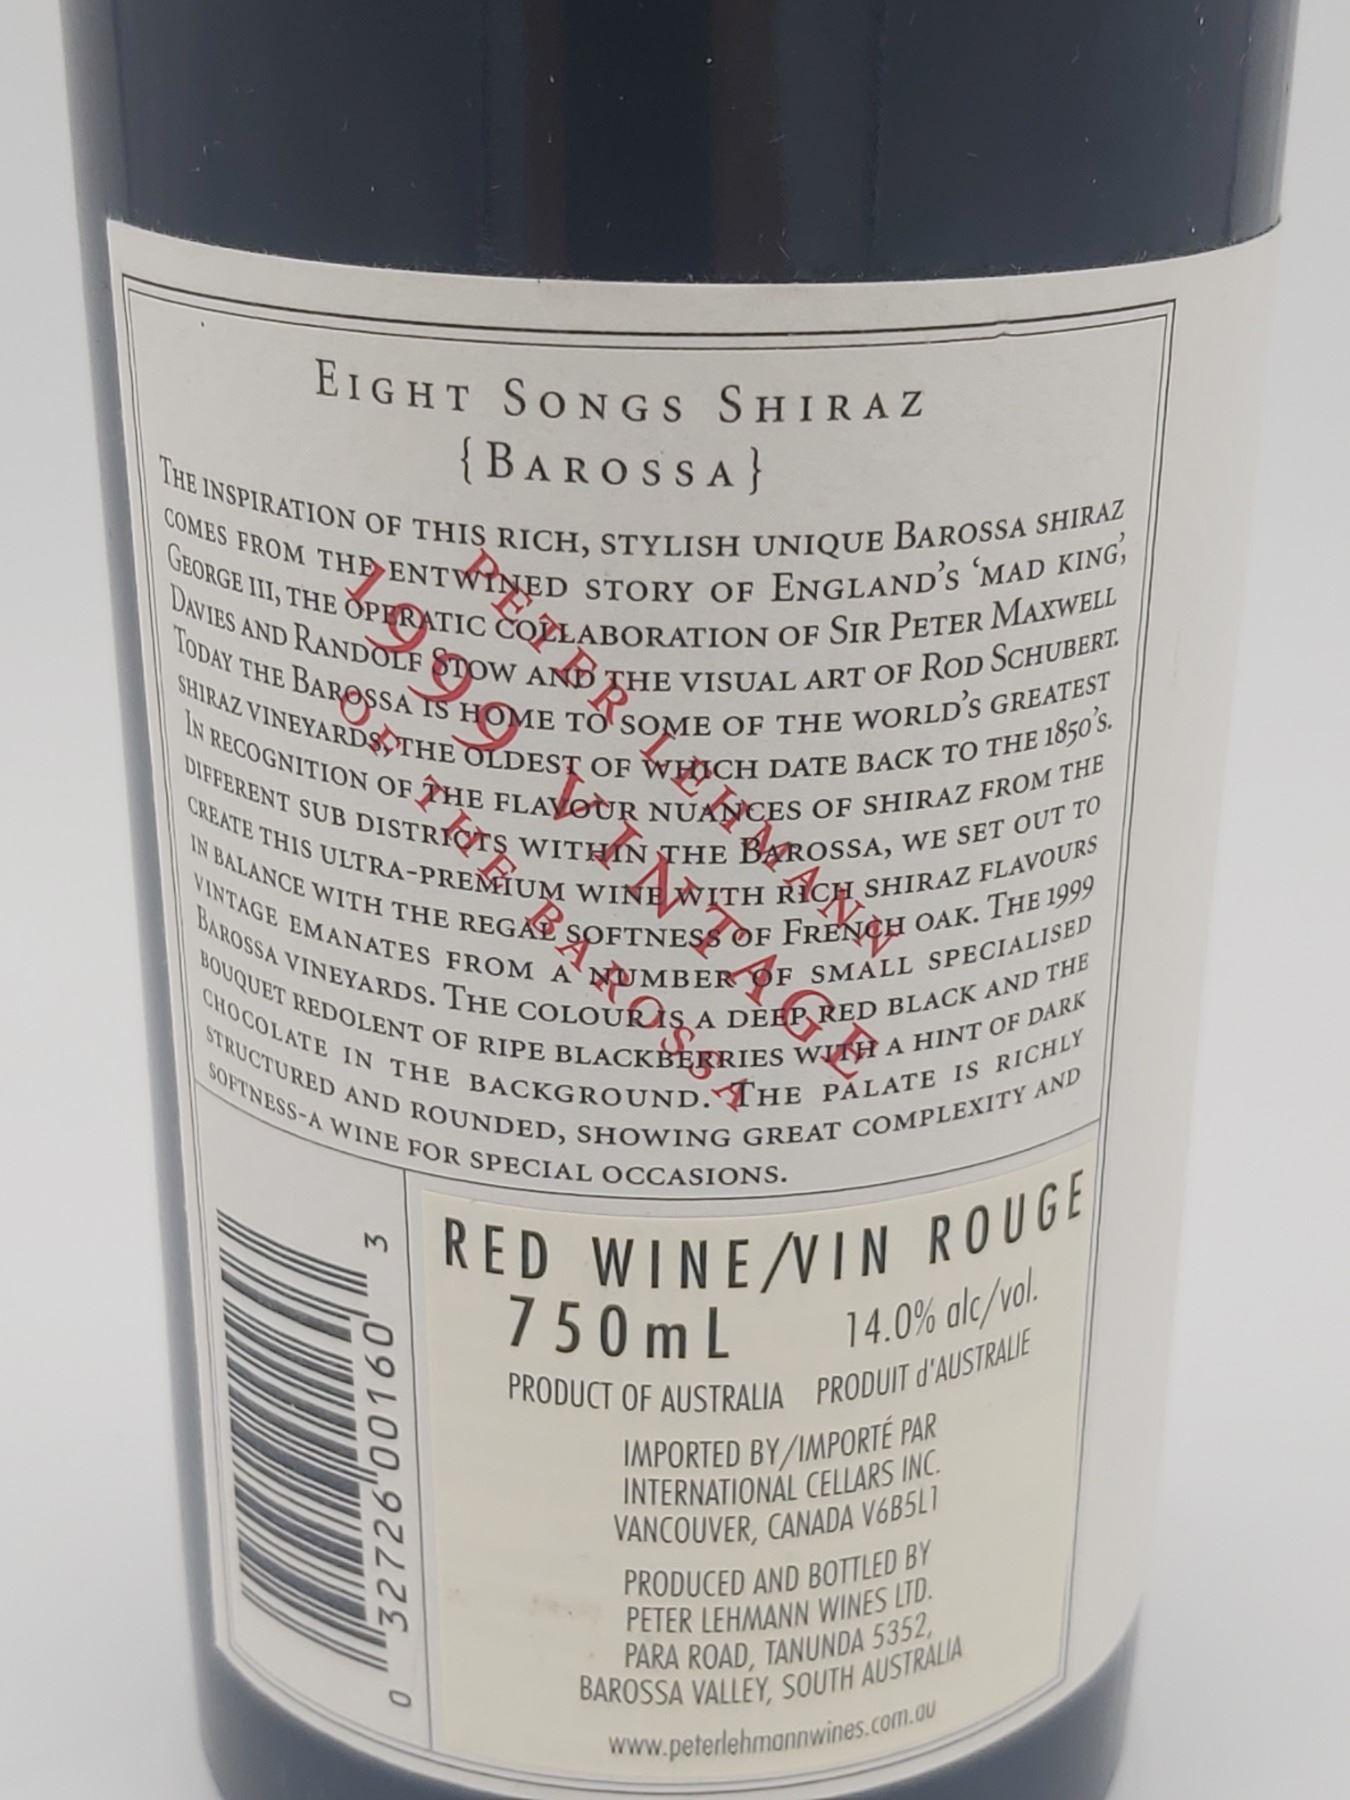 EIGHT SONGS SHIRAZ
{BAROSSA}
THE INSPIRATION OF THIS RICH, STYLISH UNIQUE BAROSSA SHIRAZ
COMES FROM THE ENTWINED STORY OF ENGLAND'S 'MAD KING',
GEORGE III, THE OPERATIC COLLABORATION OF SIR PETER MAXWELL
DAVIES AND RANDOLF STOW AND THE VISUAL ART OF ROD SCHUBERT.
TODAY THE BAROSSA IS HOME TO SOME OF THE WORLD'S GREATEST
SHIRAZ VINEYARDS, THE OLDEST OF WHICH DATE BACK TO THE 1850'S.
IN RECOGNITION OF THE FLAVOUR NUANCES OF SHIRAZ FROM THE
DIFFERENT SUB DISTRICTS WITHIN THE BAROSSA, WE SET OUT TO
CREATE THIS ULTRA-PREMIUM WINE WITH RICH SHIRAZ FLAVOURS
IN BALANCE WITH THE REGAL SOFTNESS OF FRENCH OAK. THE 1999
VINTAGE EMANATES FROM A NUMBER OF SMALL SPECIALISED
BAROSSA VINEYARDS. THE COLOUR IS A DEEP RED BLACK AND THE
BOUQUET REDOLENT OF RIPE BLACKBERRIES WITH A HINT OF DARK
CHOCOLATE IN THE BACKGROUND. THE PALATE IS RICHLY
STRUCTURED AND ROUNDED, SHOWING GREAT COMPLEXITY AND
SOFTNESS-A WINE FOR SPECIAL OCCASIONS.
PETER LEHMANN
1999 VINTAGE
OF THE BAROSSA
0 32726 00160 3
RED WINE/VIN ROUGE
750mL 14.0% alc/vol.
PRODUCT OF AUSTRALIA PRODUIT d'AUSTRALIE
IMPORTED BY/IMPORTÉ PAR
INTERNATIONAL CELLARS INC.
VANCOUVER, CANADA V6B5L1
PRODUCED AND BOTTLED BY
PETER LEHMANN WINES LTD.
PARA ROAD, TANUNDA 5352,
BAROSSA VALLEY, SOUTH AUSTRALIA
www.peterlehmannwines.com.au